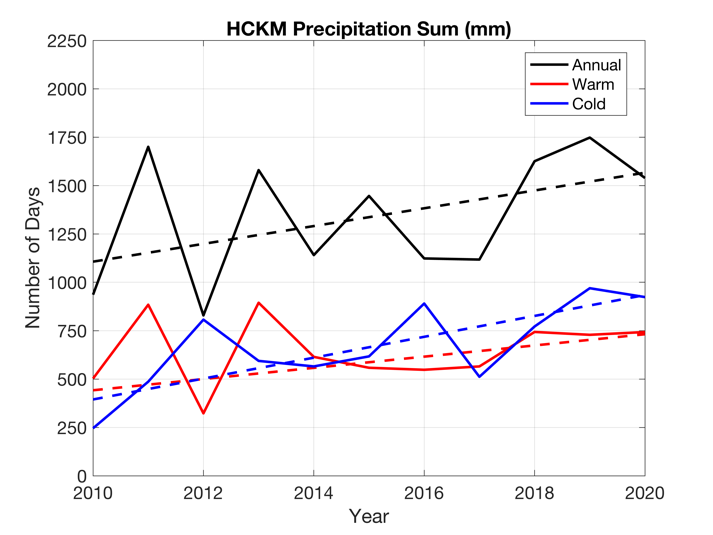 HCKM Precipitation Sum (mm)
2250
2000
1750
1500
1250
1000
750
500
250
0
Number of Days
Annual
Warm
Cold
2010 2012 2014 2016 2018 2020
Year